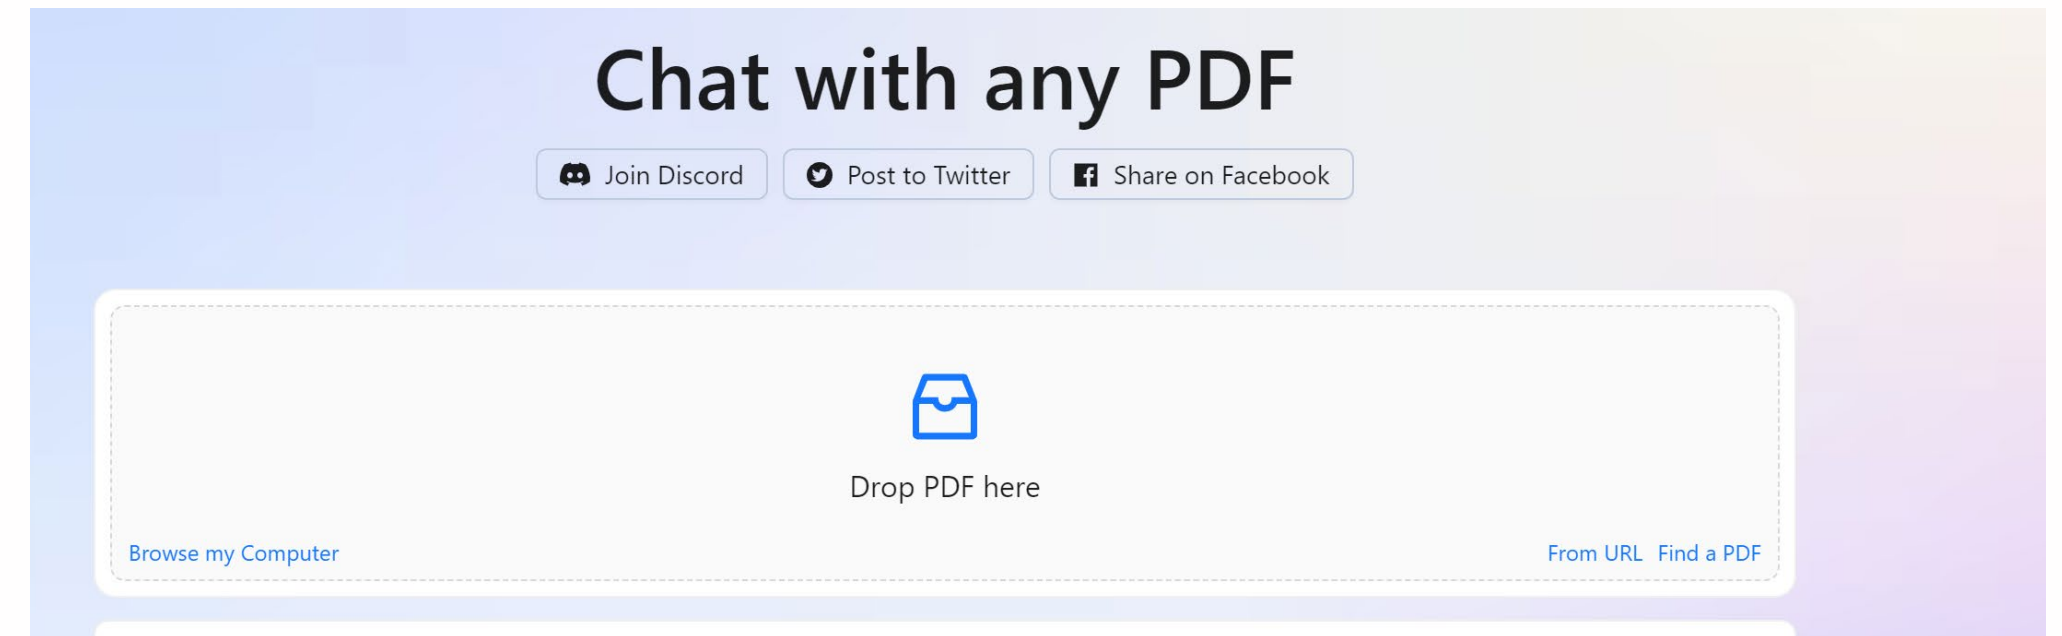 Chat with any PDF
Join Discord Post to Twitter Share on Facebook
Drop PDF here
Browse my Computer From URL Find a PDF